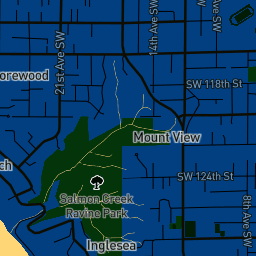 14th Ave SW
21st Ave SW
orewood
SW 118th St
Mount View
ch
SW 124th St
Salmon Creek
Ravine Park
8th Ave SW
Inglesea